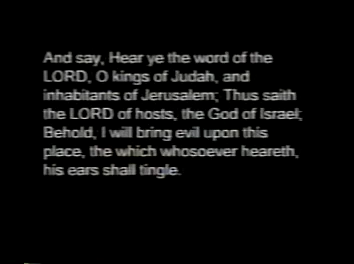 And say, Hear ye the word of the
LORD, O kings of Judah, and
inhabitants of Jerusalem; Thus saith
the LORD of hosts, the God of Israel;
Behold, I will bring evil upon this
place, the which whosoever heareth,
his ears shall tingle.